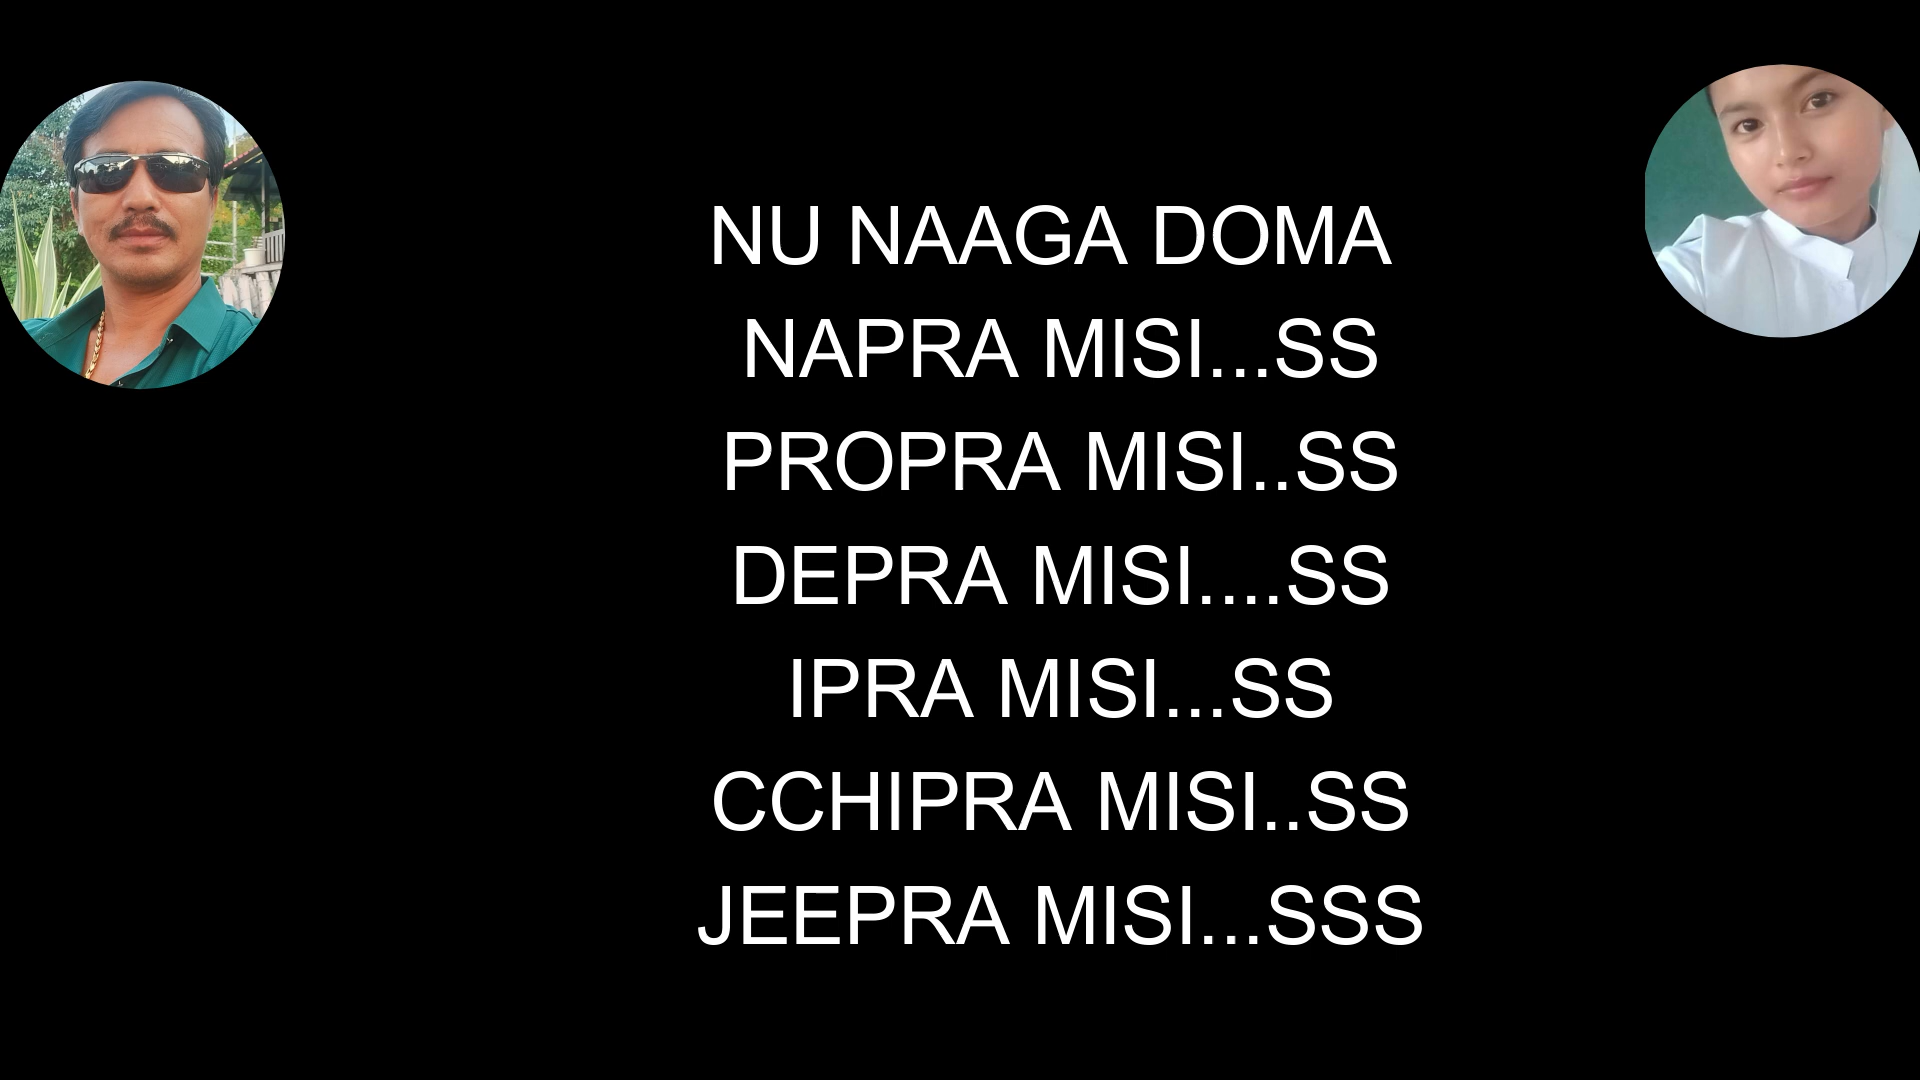 NU NAAGA DOMA
NAPRA MISI...SS
PROPRA MISI..SS
DEPRA MISI....SS
IPRA MISI...SS
CCHIPRA MISI..SS
JEEPRA MISI...SSS